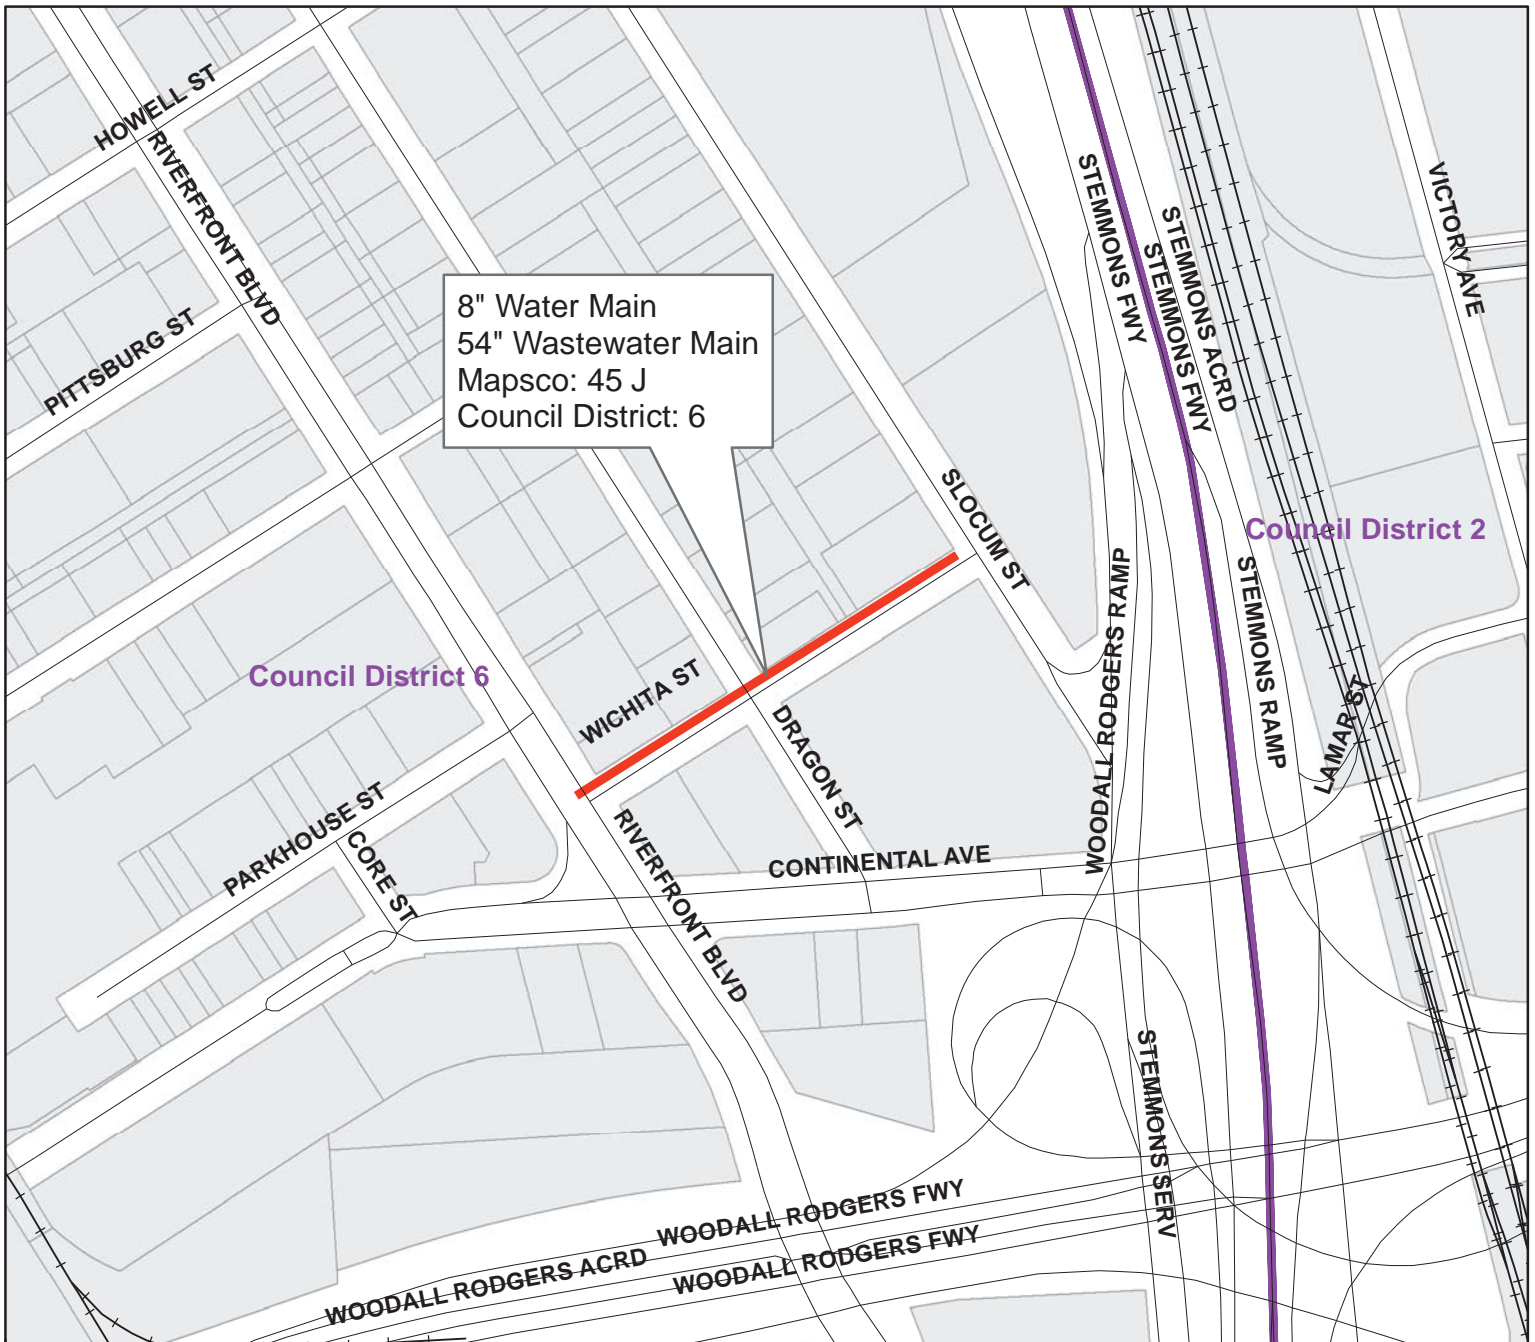 HOWELL ST
RIVERFRONT BLVD
PITTSBURG ST
8" Water Main
54" Wastewater Main
Mapsco: 45 J
Council District: 6
STEMMONS FWY
STEMMONS ACRD
STEMMONS FWY
VICTORY AVE
SLOCUM ST
Council District 2
WOODALL RODGERS RAMP
STEMMONS RAMP
Council District 6
WICHITA ST
DRAGON ST
LAMAR ST
PARKHOUSE ST
CORE ST
RIVERFRONT BLVD
CONTINENTAL AVE
STEMMONS SERV
WOODALL RODGERS FWY
WOODALL RODGERS ACRD
WOODALL RODGERS FWY